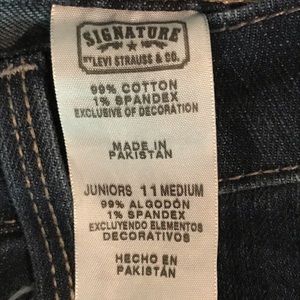 SIGNATURE
BY LEVI STRAUSS & CO.
99% COTTON
1% SPANDEX
EXCLUSIVE OF DECORATION
MADE IN
PAKISTAN
JUNIORS 11 MEDIUM
99% ALGODÓN
1% SPANDEX
EXCLUYENDO ELEMENTOS
DECORATIVOS
HECHO EN
PAKISTAN